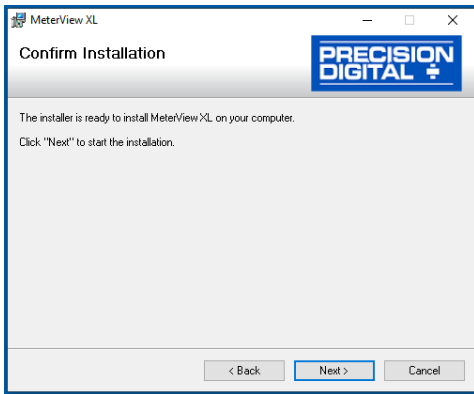 MeterView XL
Confirm Installation
PRECISION
DIGITAL
The installer is ready to install MeterView XL on your computer.
Click "Next" to start the installation.
< Back
Next >
Cancel